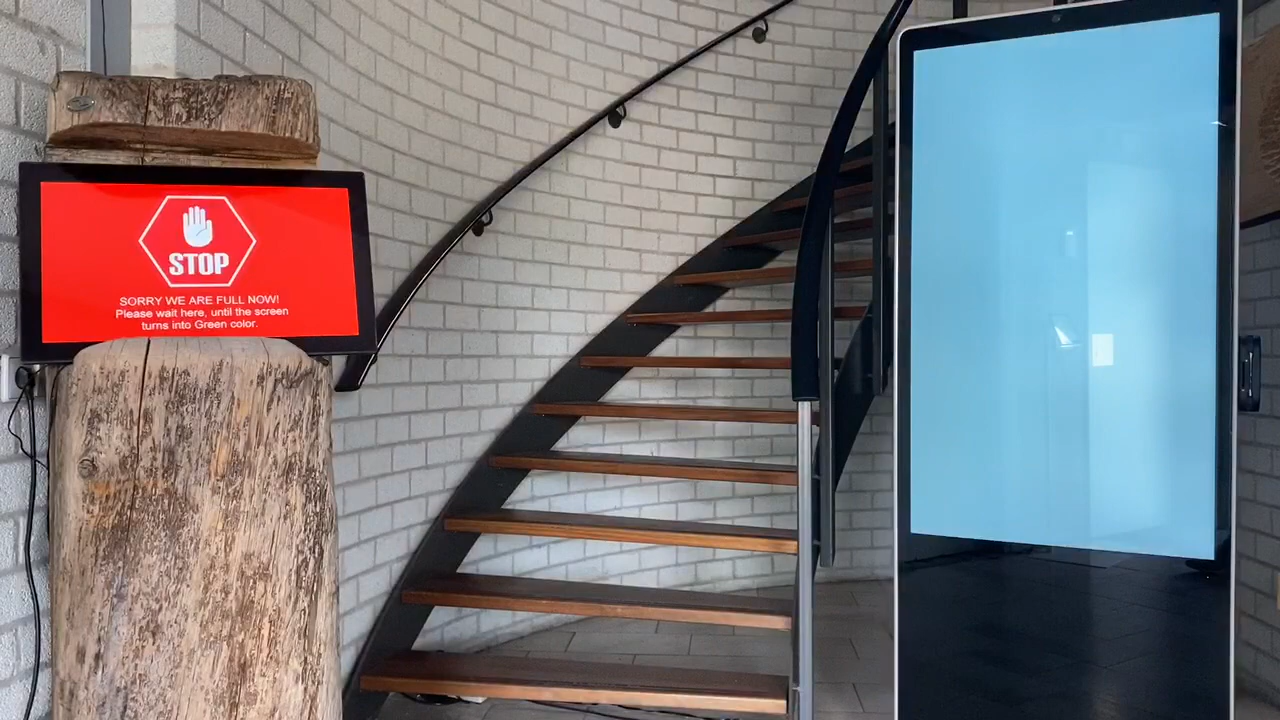 STOP
SORRY WE ARE FULL NOW!
Please wait here, until the screen
turns into Green color.